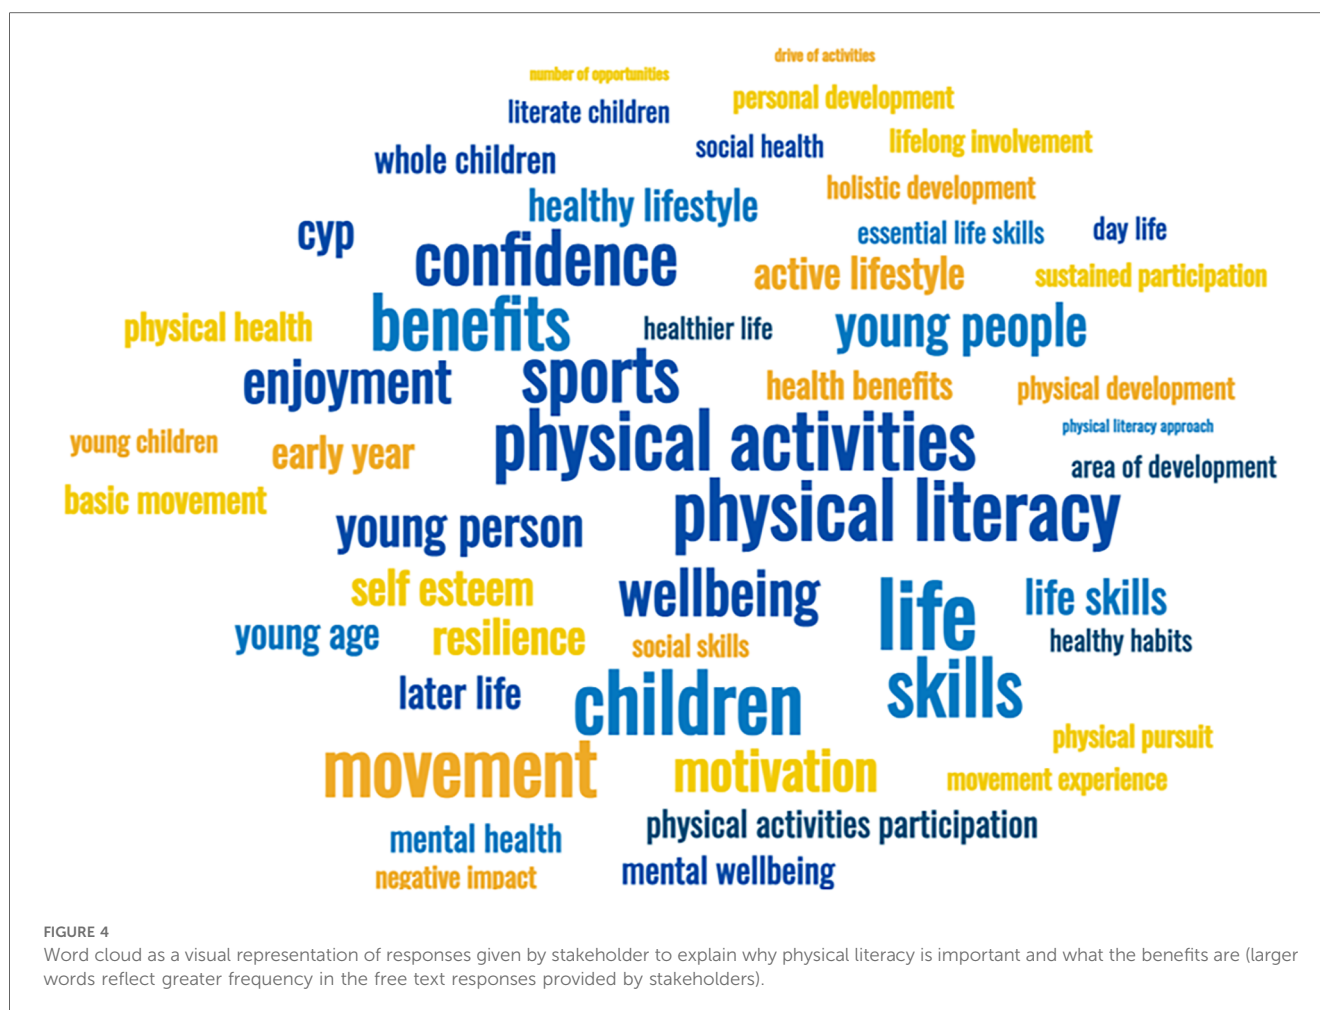 drive of activities
number of opportunities
personal development
literate children
social health
lifelong involvement
whole children
holistic development
healthy lifestyle
cyp
essential life skills
day life
confidence
active lifestyle
sustained participation
physical health
benefits
healthier life
young people
enjoyment
sports
health benefits
physical development
physical literacy approach
young children
early year
physical activities
area of development
basic movement
physical literacy
young person
self esteem
wellbeing
life
life skills
young age
resilience
social skills
healthy habits
later life
children
skills
physical pursuit
movement
motivation
movement experience
physical activities participation
mental health
mental wellbeing
negative impact
FIGURE 4
Word cloud as a visual representation of responses given by stakeholder to explain why physical literacy is important and what the benefits are (larger
words reflect greater frequency in the free text responses provided by stakeholders).